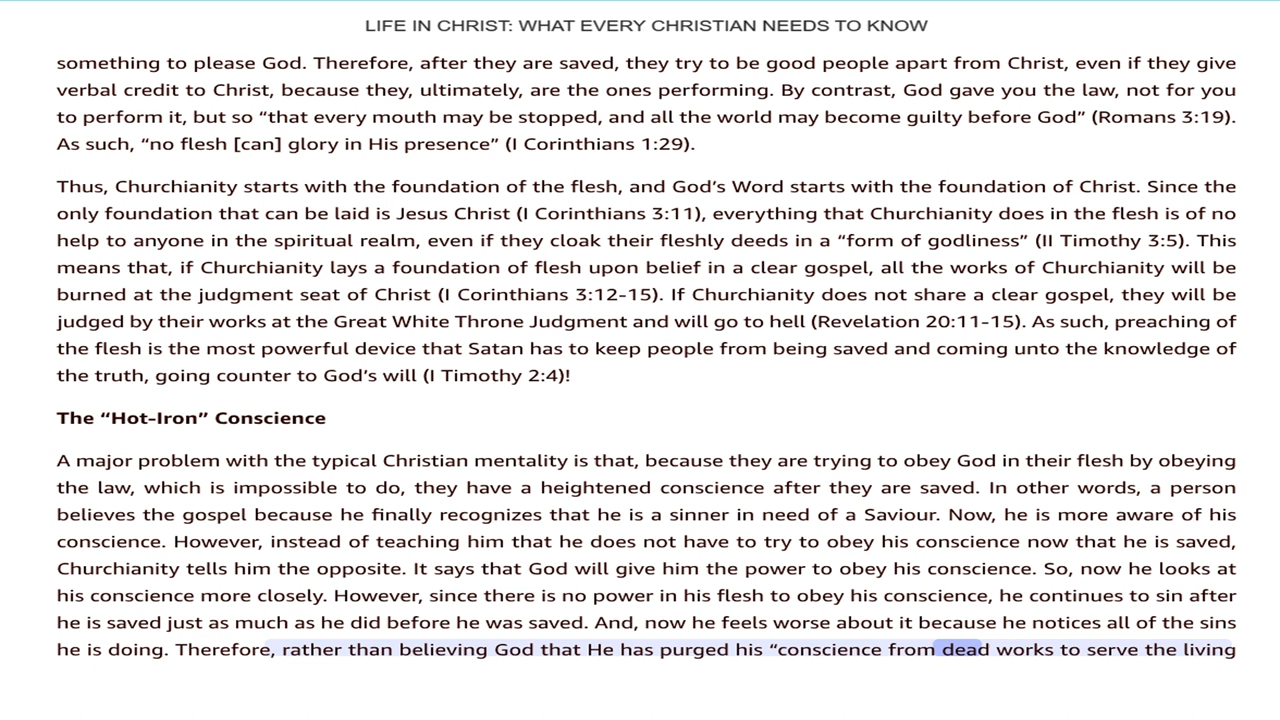 LIFE IN CHRIST: WHAT EVERY CHRISTIAN NEEDS TO KNOW
something to please God. Therefore, after they are saved, they try to be good people apart from Christ, even if they give
verbal credit to Christ, because they, ultimately, are the ones performing. By contrast, God gave you the law, not for you
to perform it, but so “that every mouth may be stopped, and all the world may become guilty before God” (Romans 3:19).
As such, “no flesh [can] glory in His presence” (I Corinthians 1:29).
Thus, Churchianity starts with the foundation of the flesh, and God’s Word starts with the foundation of Christ. Since the
only foundation that can be laid is Jesus Christ (I Corinthians 3:11), everything that Churchianity does in the flesh is of no
help to anyone in the spiritual realm, even if they cloak their fleshly deeds in a “form of godliness” (II Timothy 3:5). This
means that, if Churchianity lays a foundation of flesh upon belief in a clear gospel, all the works of Churchianity will be
burned at the judgment seat of Christ (I Corinthians 3:12-15). If Churchianity does not share a clear gospel, they will be
judged by their works at the Great White Throne Judgment and will go to hell (Revelation 20:11-15). As such, preaching of
the flesh is the most powerful device that Satan has to keep people from being saved and coming unto the knowledge of
the truth, going counter to God’s will (I Timothy 2:4)!
The “Hot-Iron” Conscience
A major problem with the typical Christian mentality is that, because they are trying to obey God in their flesh by obeying
the law, which is impossible to do, they have a heightened conscience after they are saved. In other words, a person
believes the gospel because he finally recognizes that he is a sinner in need of a Saviour. Now, he is more aware of his
conscience. However, instead of teaching him that he does not have to try to obey his conscience now that he is saved,
Churchianity tells him the opposite. It says that God will give him the power to obey his conscience. So, now he looks at
his conscience more closely. However, since there is no power in his flesh to obey his conscience, he continues to sin after
he is saved just as much as he did before he was saved. And, now he feels worse about it because he notices all of the sins
he is doing. Therefore, rather than believing God that He has purged his “conscience from dead works to serve the living